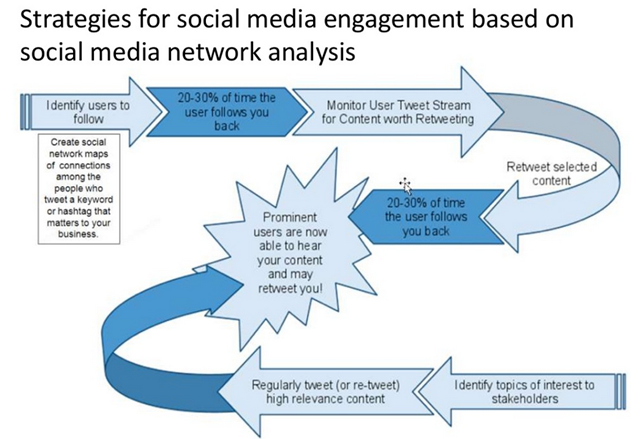 Strategies for social media engagement based on
social media network analysis
Identify users to
follow
20-30% of time the
user follows you
back
Monitor User Tweet Stream
for Content worth Retweeting
Create social
network maps
of connections
among the
people who
tweet a keyword
or hashtag that
matters to your
business.
Retweet selected
content
20-30% of time
the user follows
you back
Prominent
users are now
able to hear
your content
and may
retweet you!
Regularly tweet (or re-tweet)
high relevance content
Identify topics of interest to
stakeholders